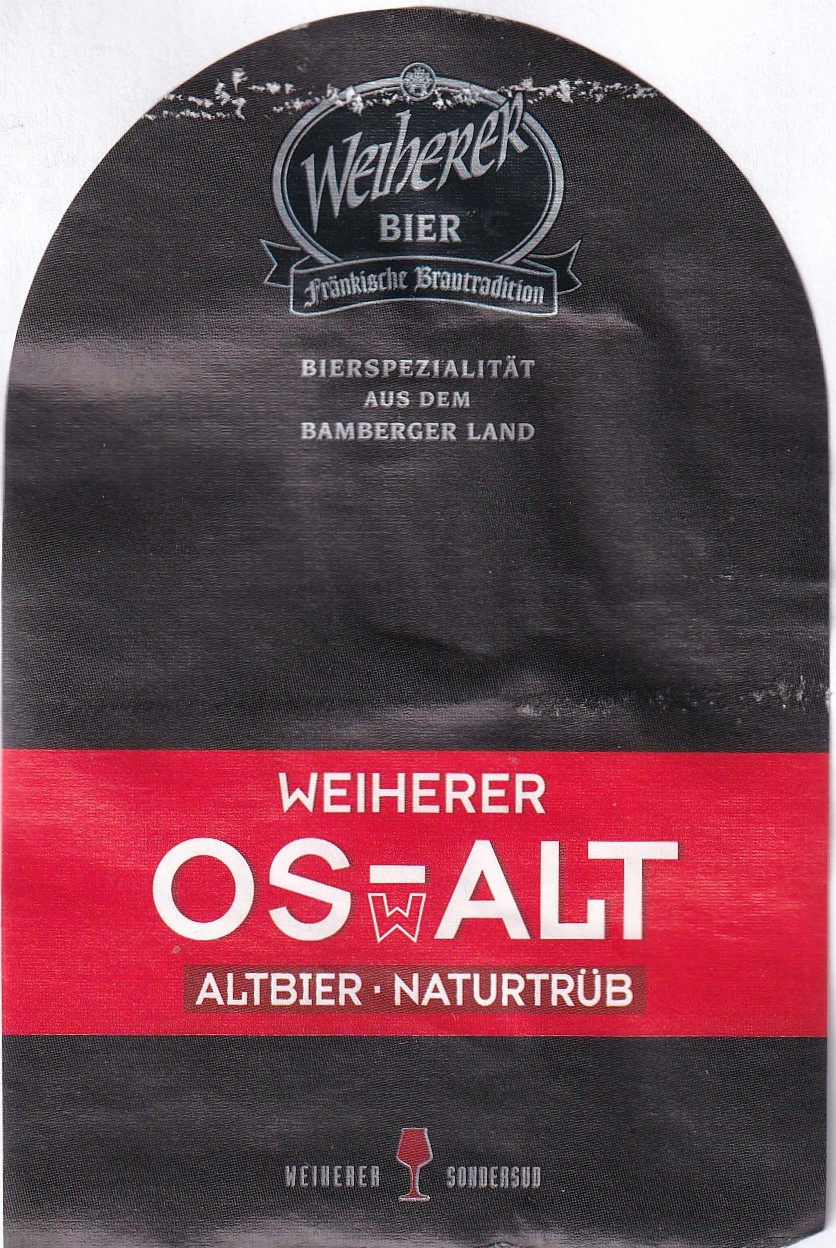 Weiherer
BIER
Fränkische Brautradition
BIERSPEZIALITÄT
AUS DEM
BAMBERGER LAND
WEIHERER
OS-ALT
W
ALTBIER · NATURTRÜB
WEIHERER SONDERSUD